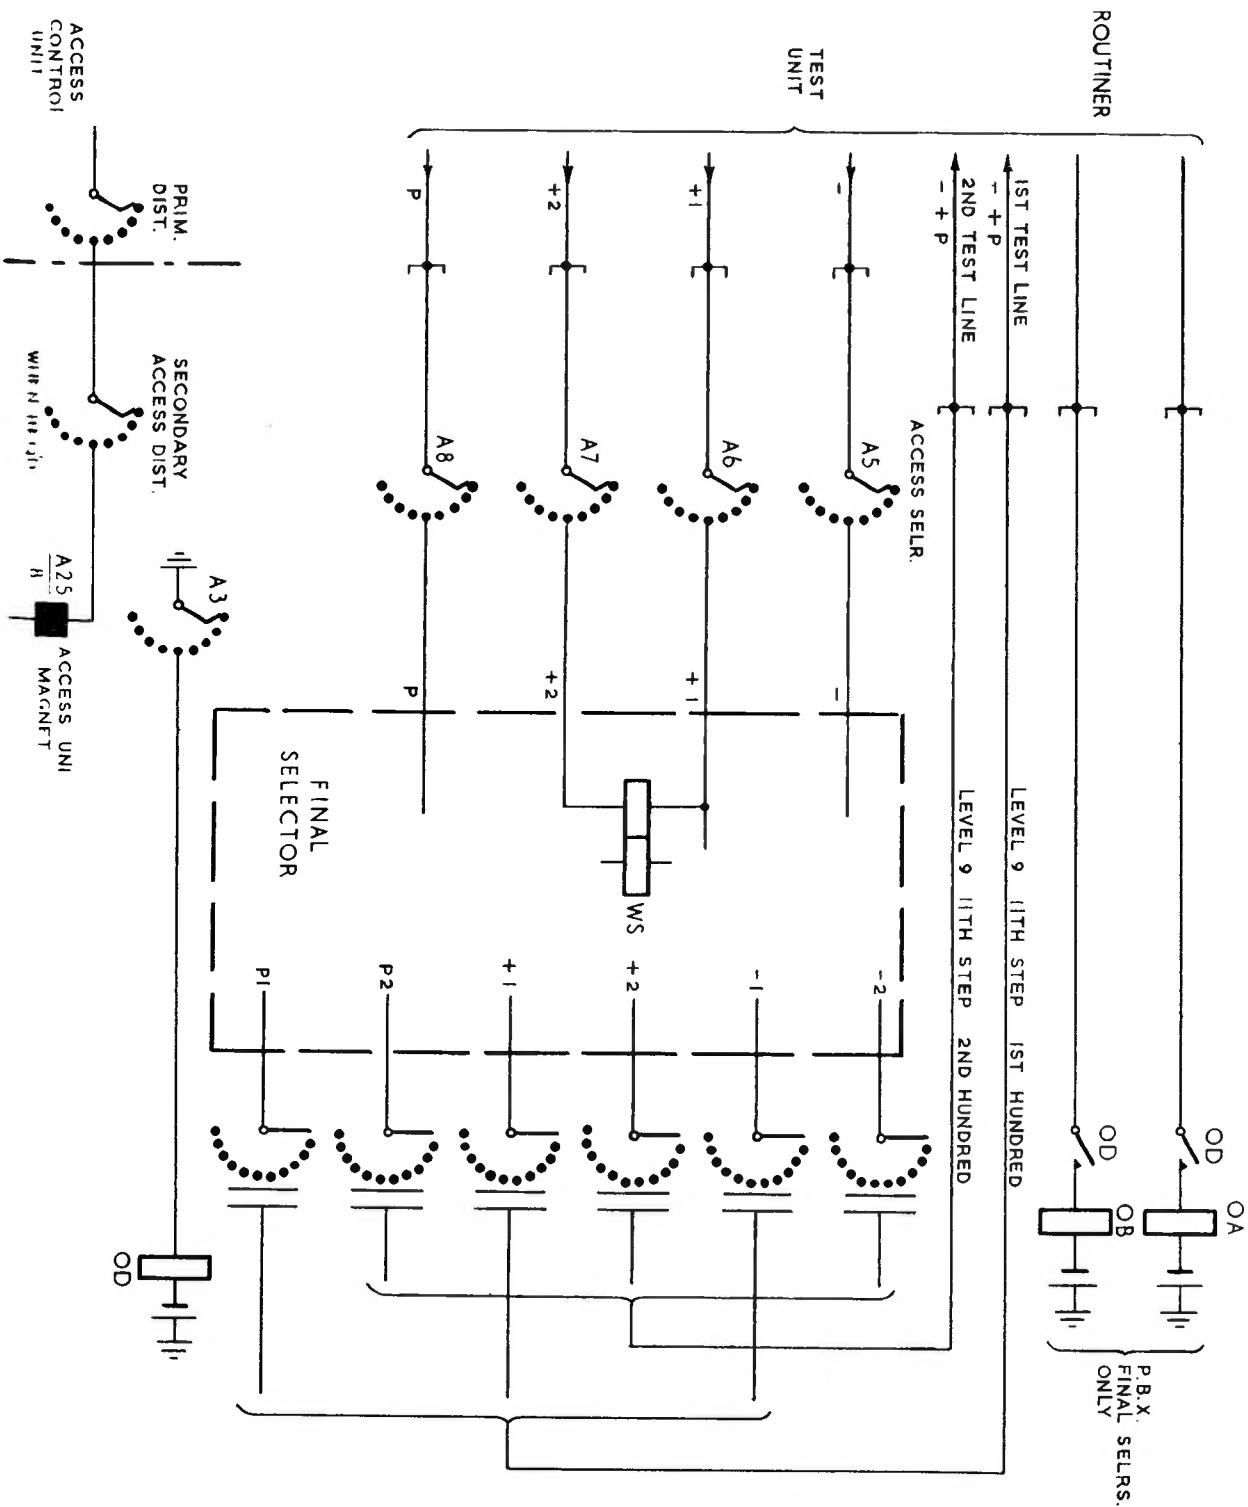 ROUTINER
TEST
UNIT
ACCESS
CONTROL
UNIT
PRIM.
DIST.
1ST TEST LINE
- + P
2ND TEST LINE
- + P
-
+1
+2
P
SECONDARY
ACCESS DIST.
ACCESS SELR.
A5
A6
A7
A8
A3
A25
8
ACCESS UNI
MAGNET
-
+1
+2
P
FINAL
SELECTOR
WS
LEVEL 9 11TH STEP 1ST HUNDRED
LEVEL 9 11TH STEP 2ND HUNDRED
-2
-1
+2
+1
P2
P1
OD
OD
OA
OB
OD
P.B.X.
FINAL SELRS.
ONLY